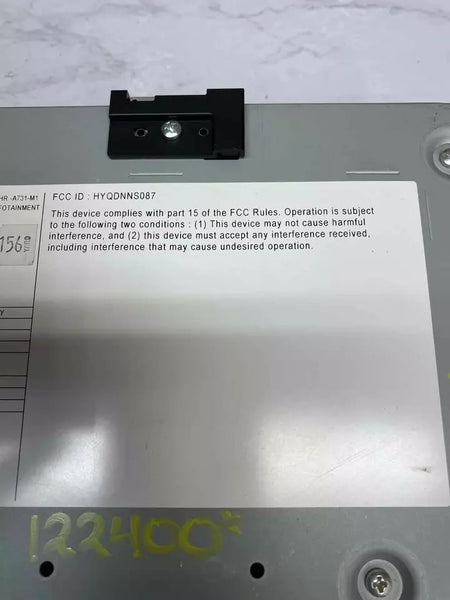 HR -A731-M1
FOTAINMENT
156
FCC ID : HYQDNNS087
This device complies with part 15 of the FCC Rules. Operation is subject
to the following two conditions : (1) This device may not cause harmful
interference, and (2) this device must accept any interference received,
including interference that may cause undesired operation.
Y
122400